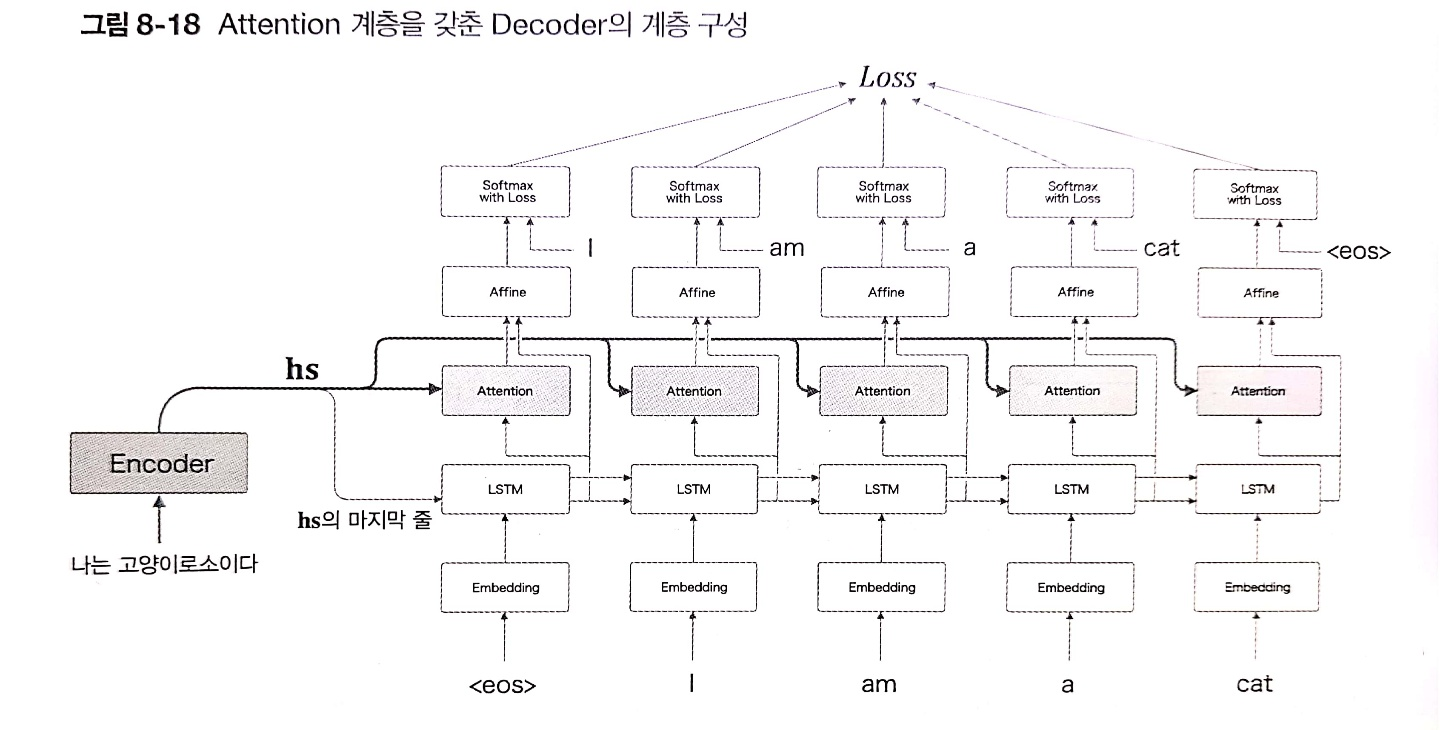 그림 8-18 Attention 계층을 갖춘 Decoder의 계층 구성
Loss
Softmax
with Loss
Softmax
with Loss
Softmax
with Loss
Softmax
with Loss
Softmax
with Loss
I
am
a
cat
<eos>
Affine
Affine
Affine
Affine
Affine
hs
Attention
Attention
Attention
Attention
Attention
Encoder
LSTM
LSTM
LSTM
LSTM
LSTM
hs의 마지막 줄
나는 고양이로소이다
Embedding
Embedding
Embedding
Embedding
Embedding
<eos>
I
am
a
cat